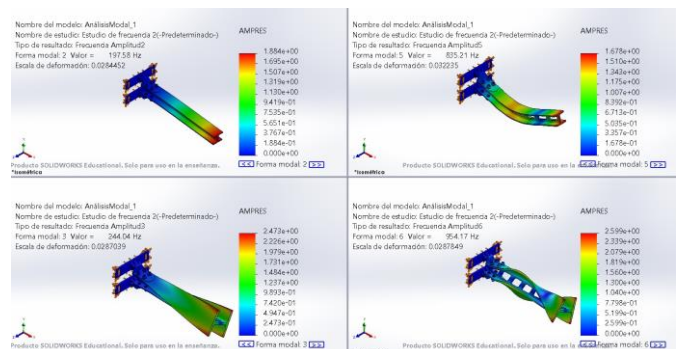 Nombre del modelo: AnálisisModal_1
Nombre de estudio: Estudio de frecuencia 2(-Predeterminado-)
Tipo de resultado: Frecuencia Amplitud2
Forma modal: 2 Valor = 197.58 Hz
Escala de deformación: 0.0284452
AMPRES
1.884e+00
1.695e+00
1.507e+00
1.319e+00
1.130e+00
9.419e-01
7.535e-01
5.651e-01
3.767e-01
1.884e-01
0.000e+00
Producto SOLIDWORKS Educational. Solo para uso en la enseñanza.
<< Forma modal: 2 >>
*Isométrica
Nombre del modelo: AnálisisModal_1
Nombre de estudio: Estudio de frecuencia 2(-Predeterminado-)
Tipo de resultado: Frecuencia Amplitud5
Forma modal: 5 Valor = 835.21 Hz
Escala de deformación: 0.032235
AMPRES
1.678e+00
1.510e+00
1.343e+00
1.175e+00
1.007e+00
8.392e-01
6.713e-01
5.035e-01
3.357e-01
1.678e-01
0.000e+00
Producto SOLIDWORKS Educational. Solo para uso en la enseñanza.
<< Forma modal: 5 >>
*Isométrica
Nombre del modelo: AnálisisModal_1
Nombre de estudio: Estudio de frecuencia 2(-Predeterminado-)
Tipo de resultado: Frecuencia Amplitud3
Forma modal: 3 Valor = 244.04 Hz
Escala de deformación: 0.0287039
AMPRES
2.473e+00
2.226e+00
1.979e+00
1.731e+00
1.484e+00
1.237e+00
9.893e-01
7.420e-01
4.947e-01
2.473e-01
0.000e+00
Producto SOLIDWORKS Educational. Solo para uso en la enseñanza.
<< Forma modal: 3 >>
Nombre del modelo: AnálisisModal_1
Nombre de estudio: Estudio de frecuencia 2(-Predeterminado-)
Tipo de resultado: Frecuencia Amplitud6
Forma modal: 6 Valor = 954.17 Hz
Escala de deformación: 0.0287849
AMPRES
2.599e+00
2.339e+00
2.079e+00
1.819e+00
1.560e+00
1.300e+00
1.040e+00
7.798e-01
5.199e-01
2.599e-01
0.000e+00
Producto SOLIDWORKS Educational. Solo para uso en la enseñanza.
<< Forma modal: 6 >>